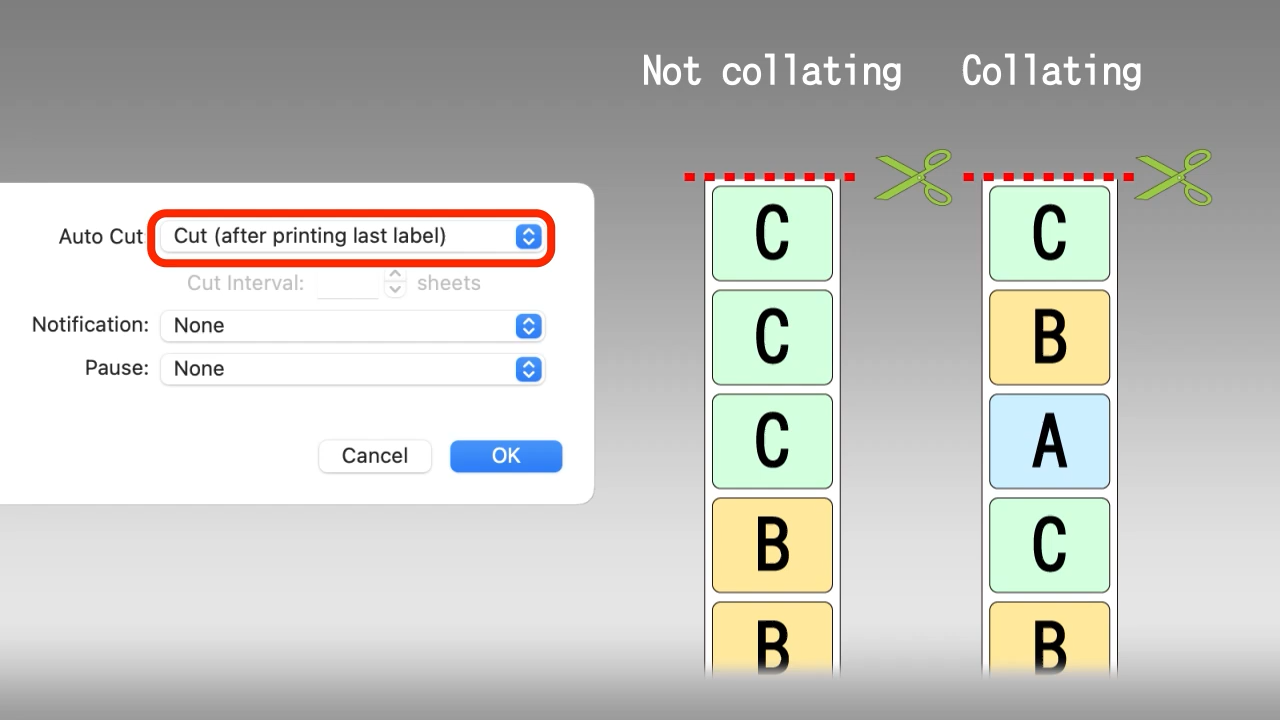 Not collating
Collating
Auto Cut
Cut (after printing last label)
Cut Interval:
sheets
Notification:
None
Pause:
None
Cancel
OK
C
C
C
B
B
C
B
A
C
B